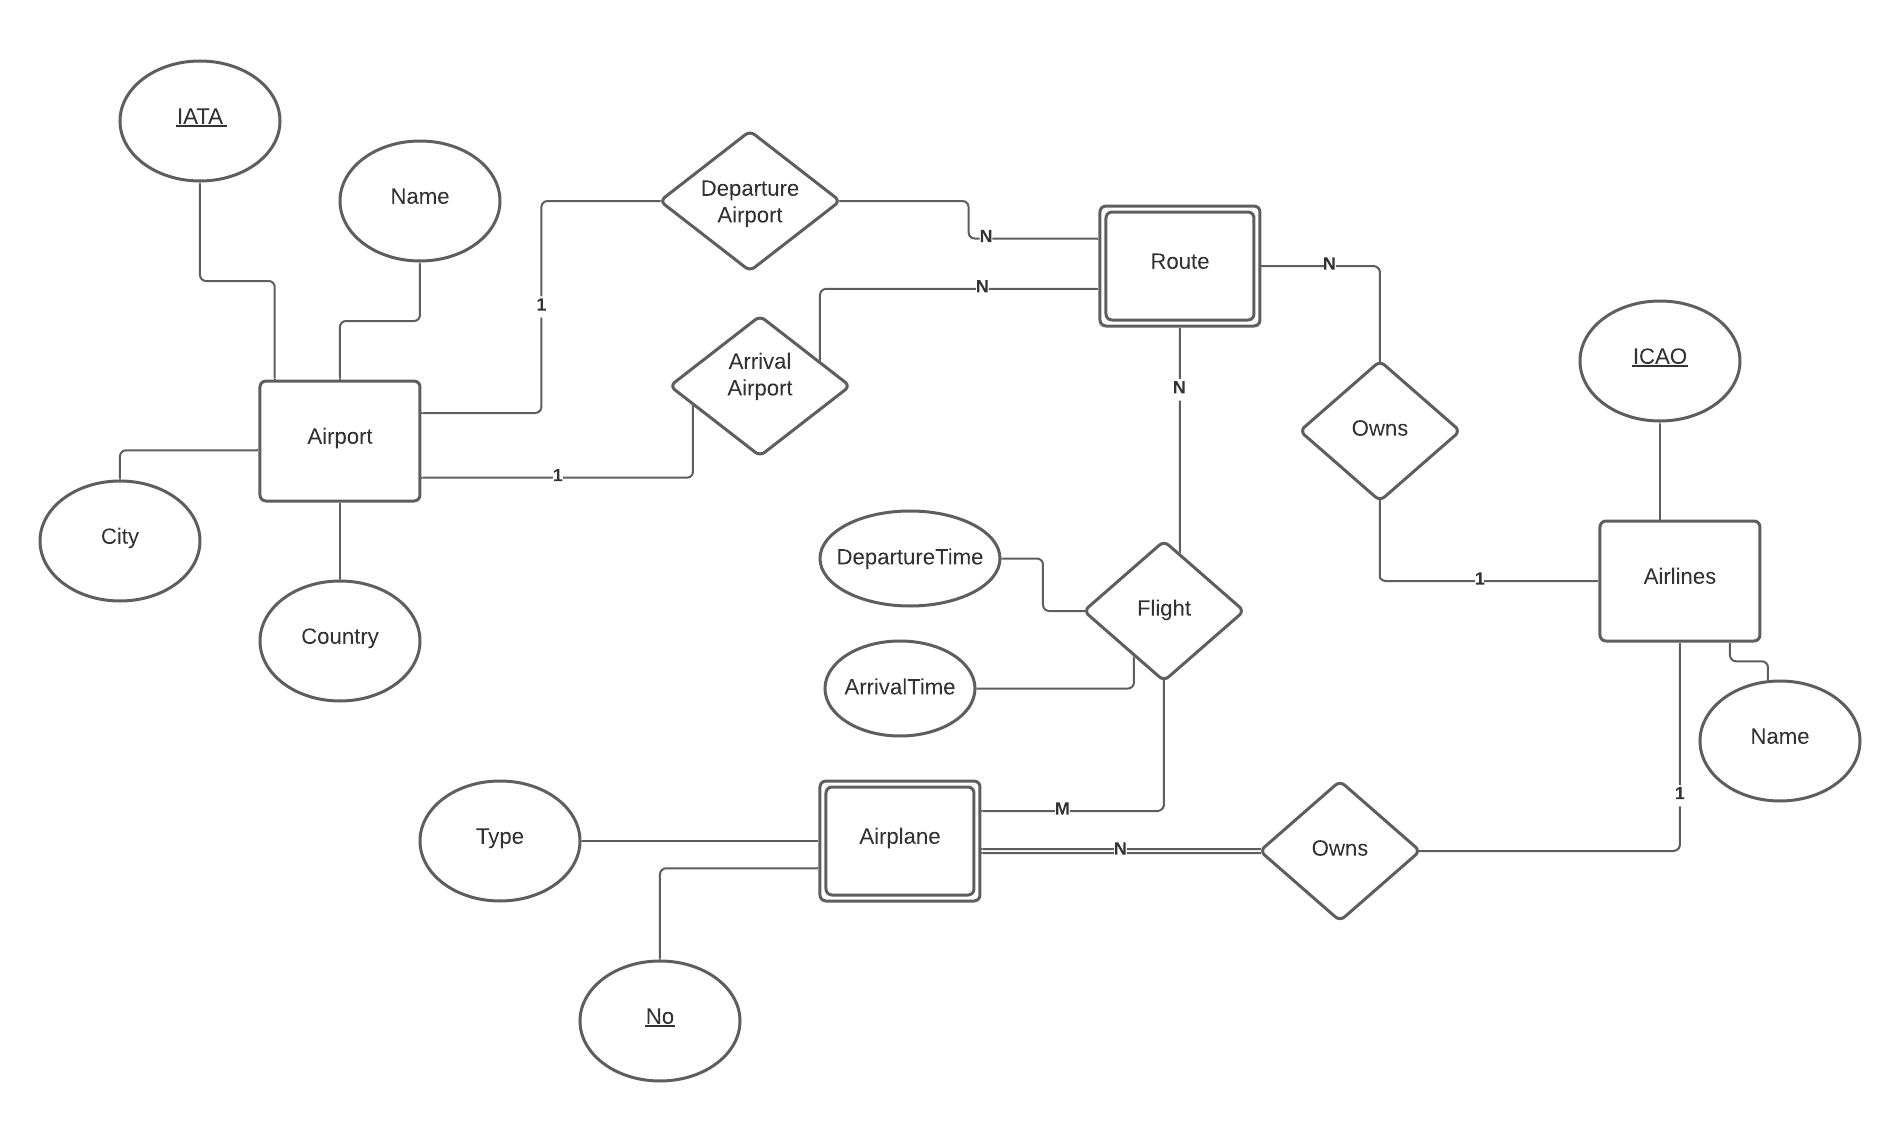 IATA
Name
Departure
Airport
N
Route
N
1
N
Arrival
Airport
N
ICAO
Airport
Owns
1
City
DepartureTime
Flight
1
Airlines
Country
ArrivalTime
Name
1
M
Type
Airplane
N
Owns
No